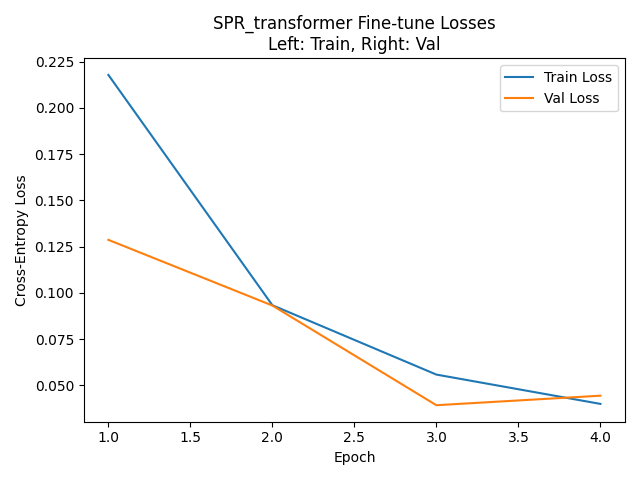 SPR_transformer Fine-tune Losses
Left: Train, Right: Val
Train Loss
Val Loss
Cross-Entropy Loss
0.225
0.200
0.175
0.150
0.125
0.100
0.075
0.050
1.0 1.5 2.0 2.5 3.0 3.5 4.0
Epoch